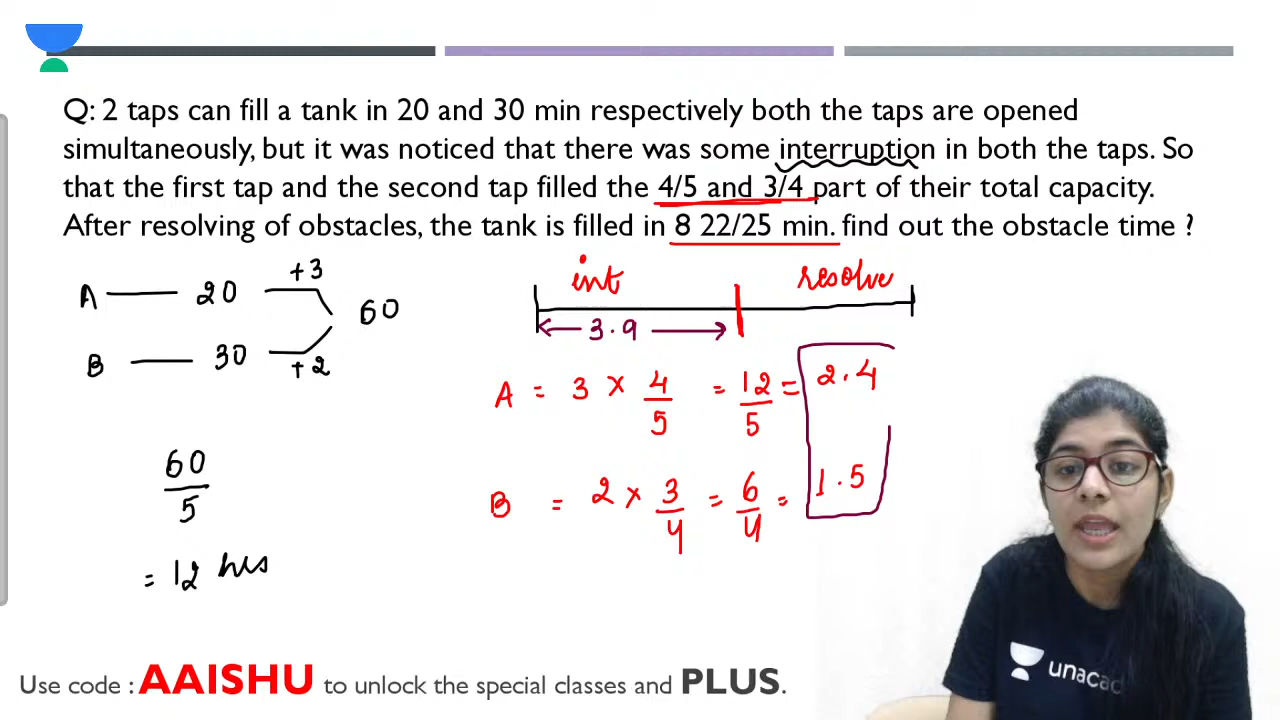 Q: 2 taps can fill a tank in 20 and 30 min respectively both the taps are opened
simultaneously, but it was noticed that there was some interruption in both the taps. So
that the first tap and the second tap filled the 4/5 and 3/4 part of their total capacity.
After resolving of obstacles, the tank is filled in 8 22/25 min. find out the obstacle time ?
A — 20 +3
60
B — 30 +2
60/5
= 12 hrs
int resolve
3.9
A = 3 × 4/5 = 12/5 = 2.4
B = 2 × 3/4 = 6/4 = 1.5
unacad
Use code : AAISHU to unlock the special classes and PLUS.